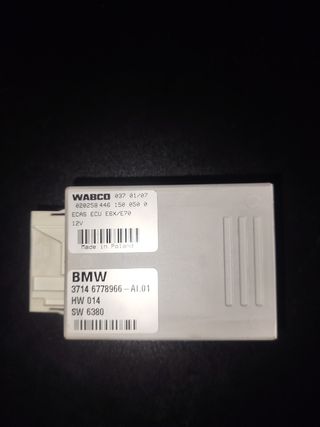 WABCO 037 01/07
020258 446 150 050 0
ECAS ECU E6X/E70
12V
Made in Poland
BMW
3714 6778966-AI.01
HW 014
SW 6380